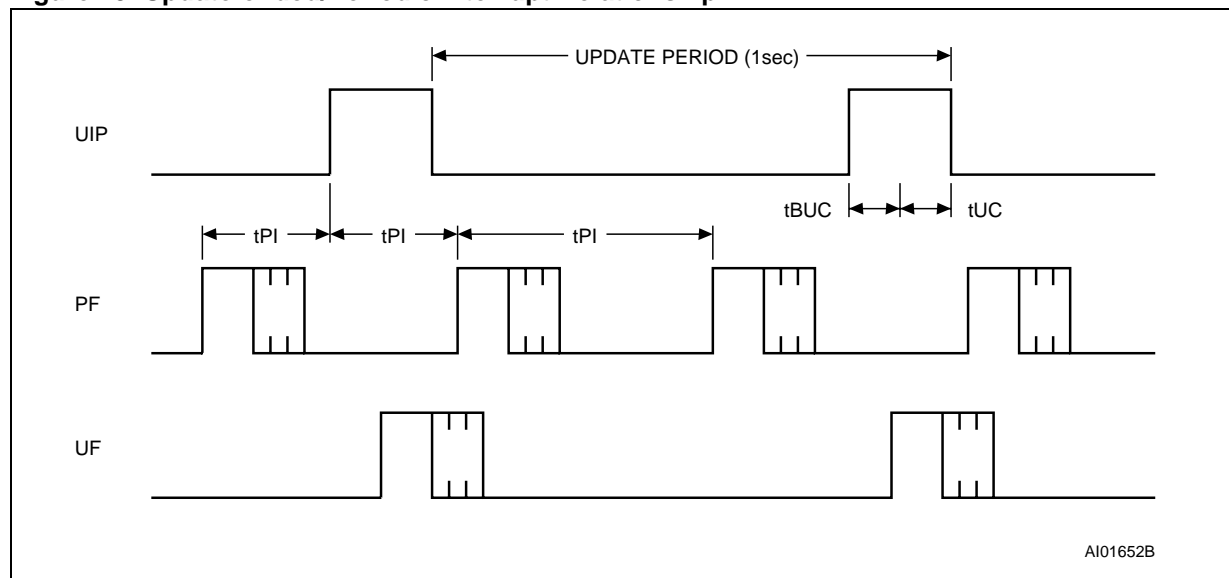 UPDATE PERIOD (1sec)
UIP
tBUC
tUC
tPI
tPI
tPI
PF
UF
AI01652B